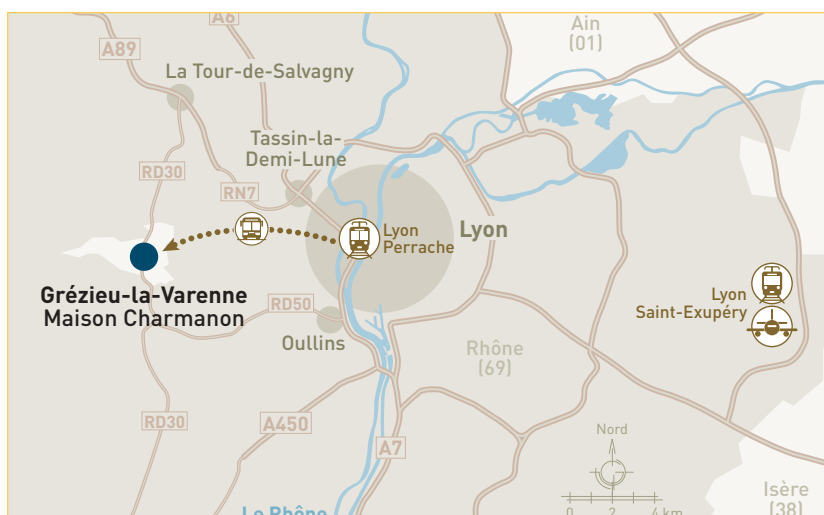 A6
Ain
(01)
A89
La Tour-de-Salvagny
Tassin-la-
Demi-Lune
RD30
RN7
Lyon
Perrache
Lyon
Grézieu-la-Varenne
Maison Charmanon
RD50
Oullins
Lyon
Saint-Exupéry
Rhône
(69)
RD30
A450
A7
Nord
Le Rhône
0 2 4 km
Isère
(38)